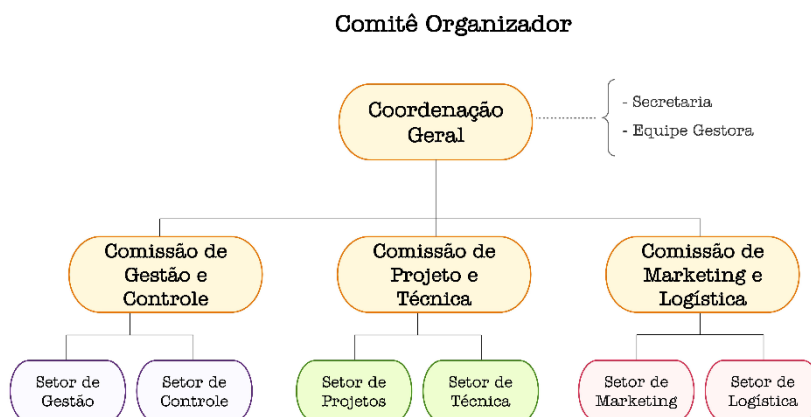 Comitê Organizador
Coordenação
Geral
- Secretaria
- Equipe Gestora
Comissão de
Gestão e
Controle
Comissão de
Projeto e
Técnica
Comissão de
Marketing e
Logística
Setor de
Gestão
Setor de
Controle
Setor de
Projetos
Setor de
Técnica
Setor de
Marketing
Setor de
Logística